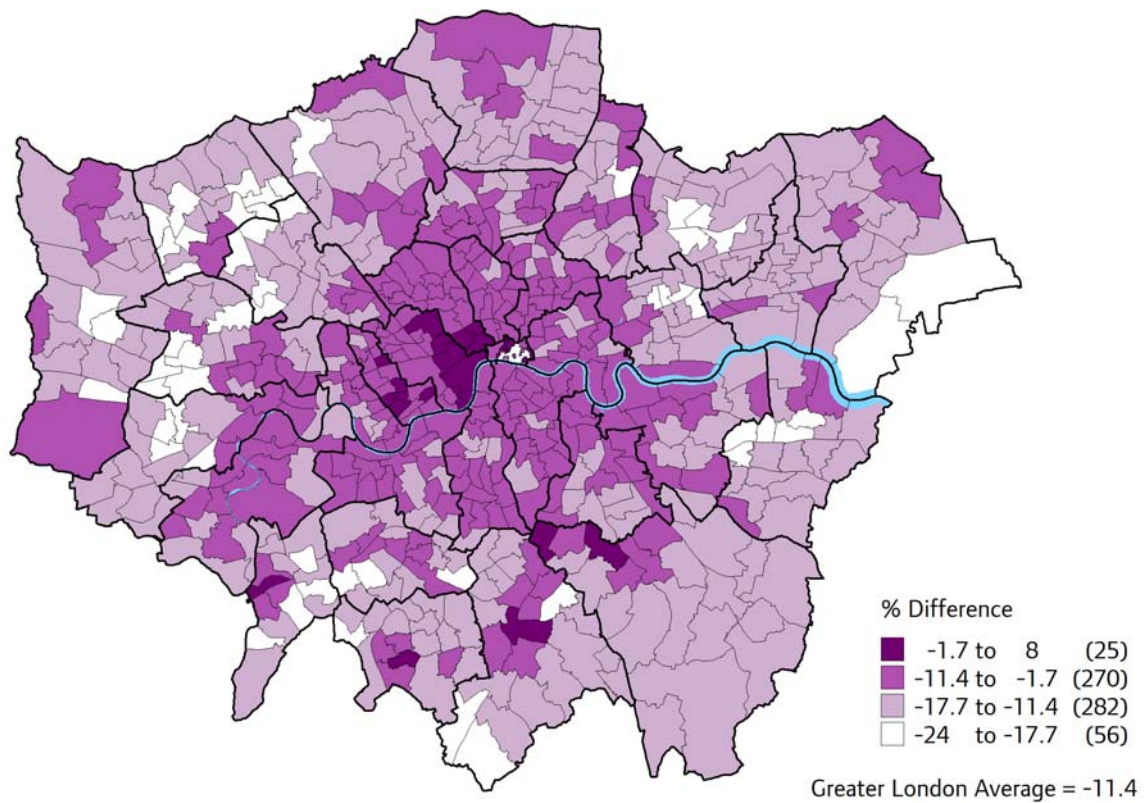 % Difference
-1.7 to 8 (25)
-11.4 to -1.7 (270)
-17.7 to -11.4 (282)
-24 to -17.7 (56)
Greater London Average = -11.4